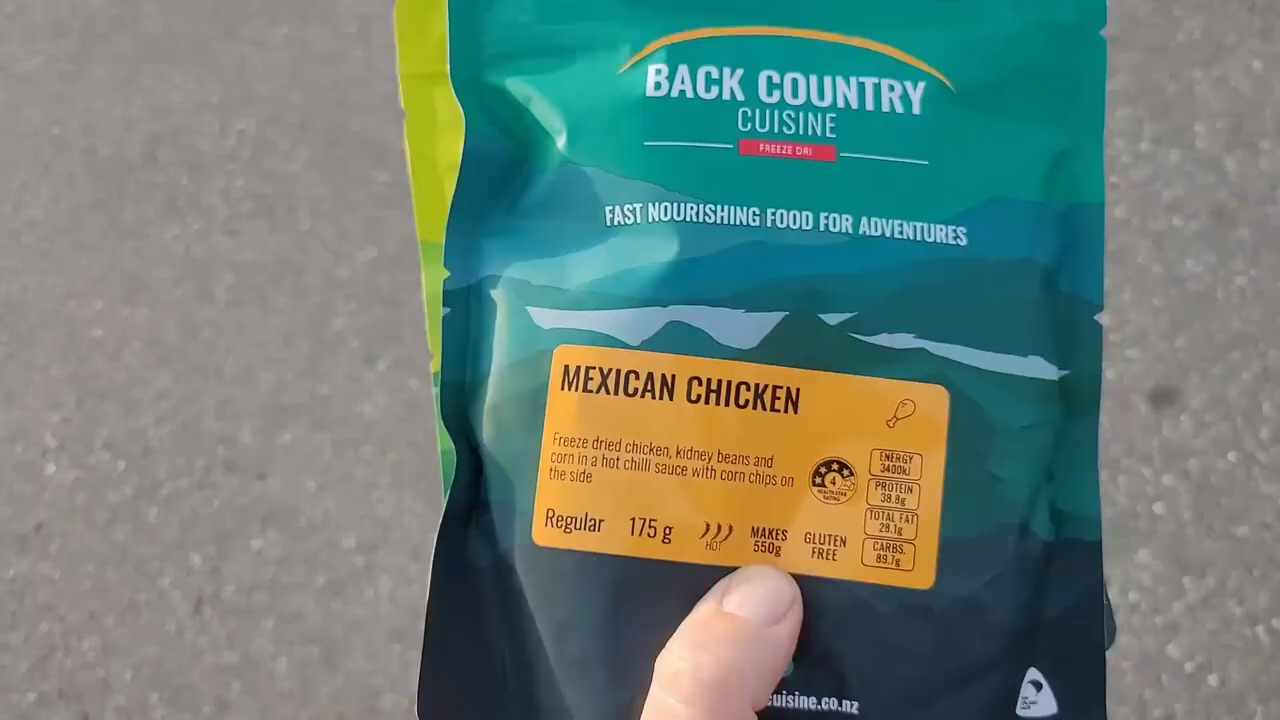 BACK COUNTRY
CUISINE
FREEZE DRI
FAST NOURISHING FOOD FOR ADVENTURES
MEXICAN CHICKEN
Freeze dried chicken, kidney beans and
corn in a hot chilli sauce with corn chips on
the side
4
HEALTH STAR
RATING
ENERGY
3400kJ
PROTEIN
38.8g
TOTAL FAT
28.1g
CARBS.
89.7g
Regular 175 g
HOT
MAKES
550g
GLUTEN
FREE
cuisine.co.nz